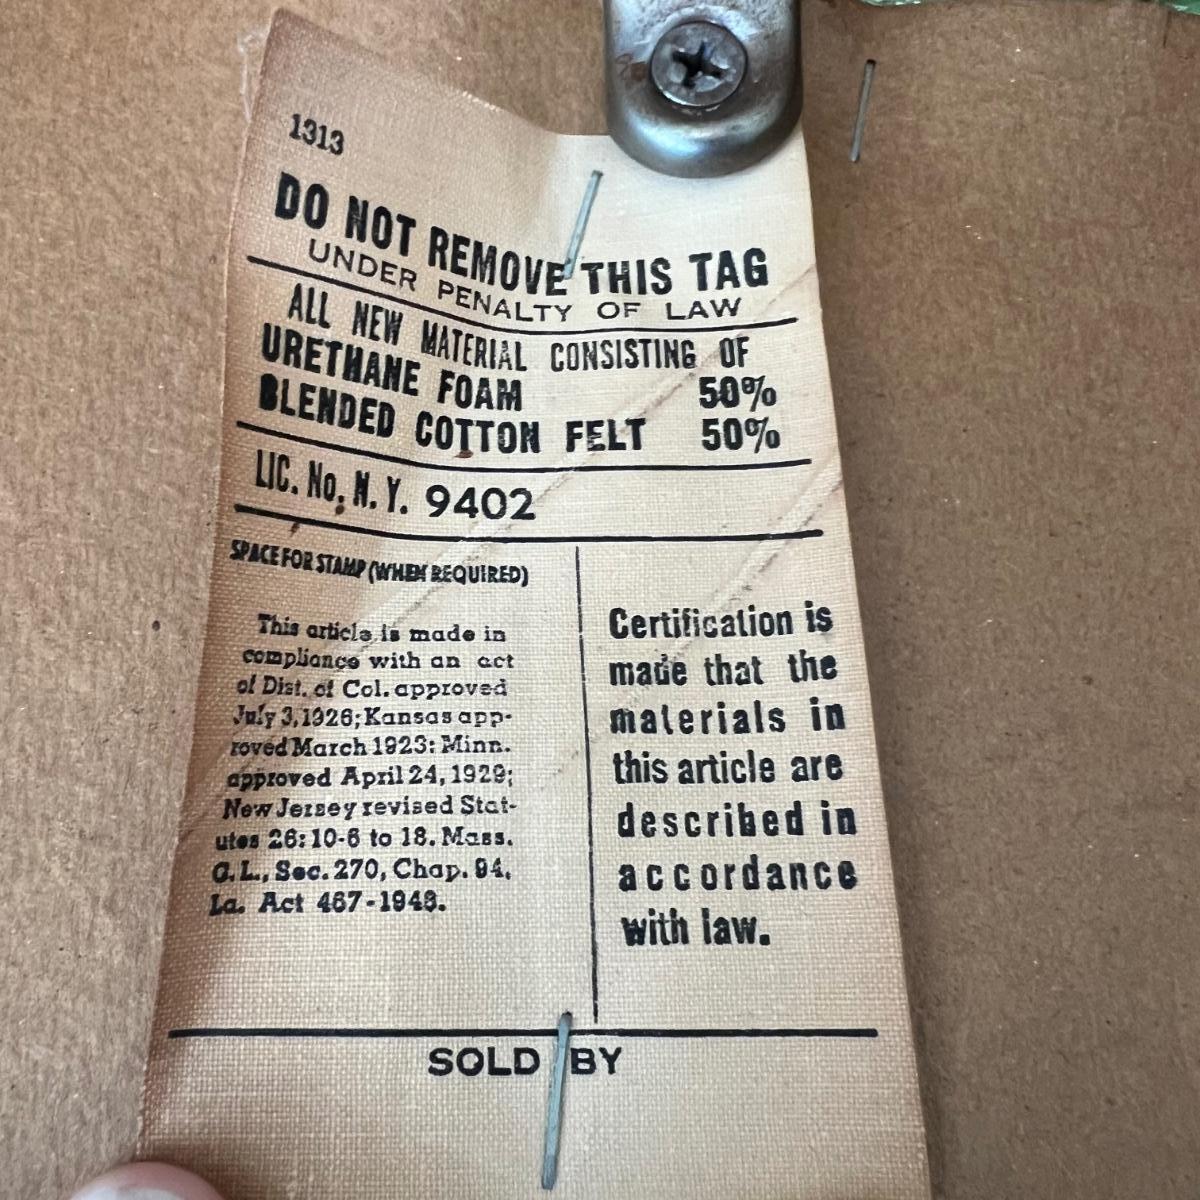 1313
DO NOT REMOVE THIS TAG
UNDER PENALTY OF LAW
ALL NEW MATERIAL CONSISTING OF
URETHANE FOAM 50%
BLENDED COTTON FELT 50%
LIC. No. N. Y. 9402
SPACE FOR STAMP (WHEN REQUIRED)
This article is made in
compliance with an act
of Dist. of Col. approved
July 3, 1926; Kansas app-
roved March 1923: Minn.
approved April 24, 1929;
New Jersey revised Stat-
utes 26:10-6 to 18. Mass.
G. L., Sec. 270, Chap. 94.
La. Act 467-1948.
Certification is
made that the
materials in
this article are
described in
accordance
with law.
SOLD BY